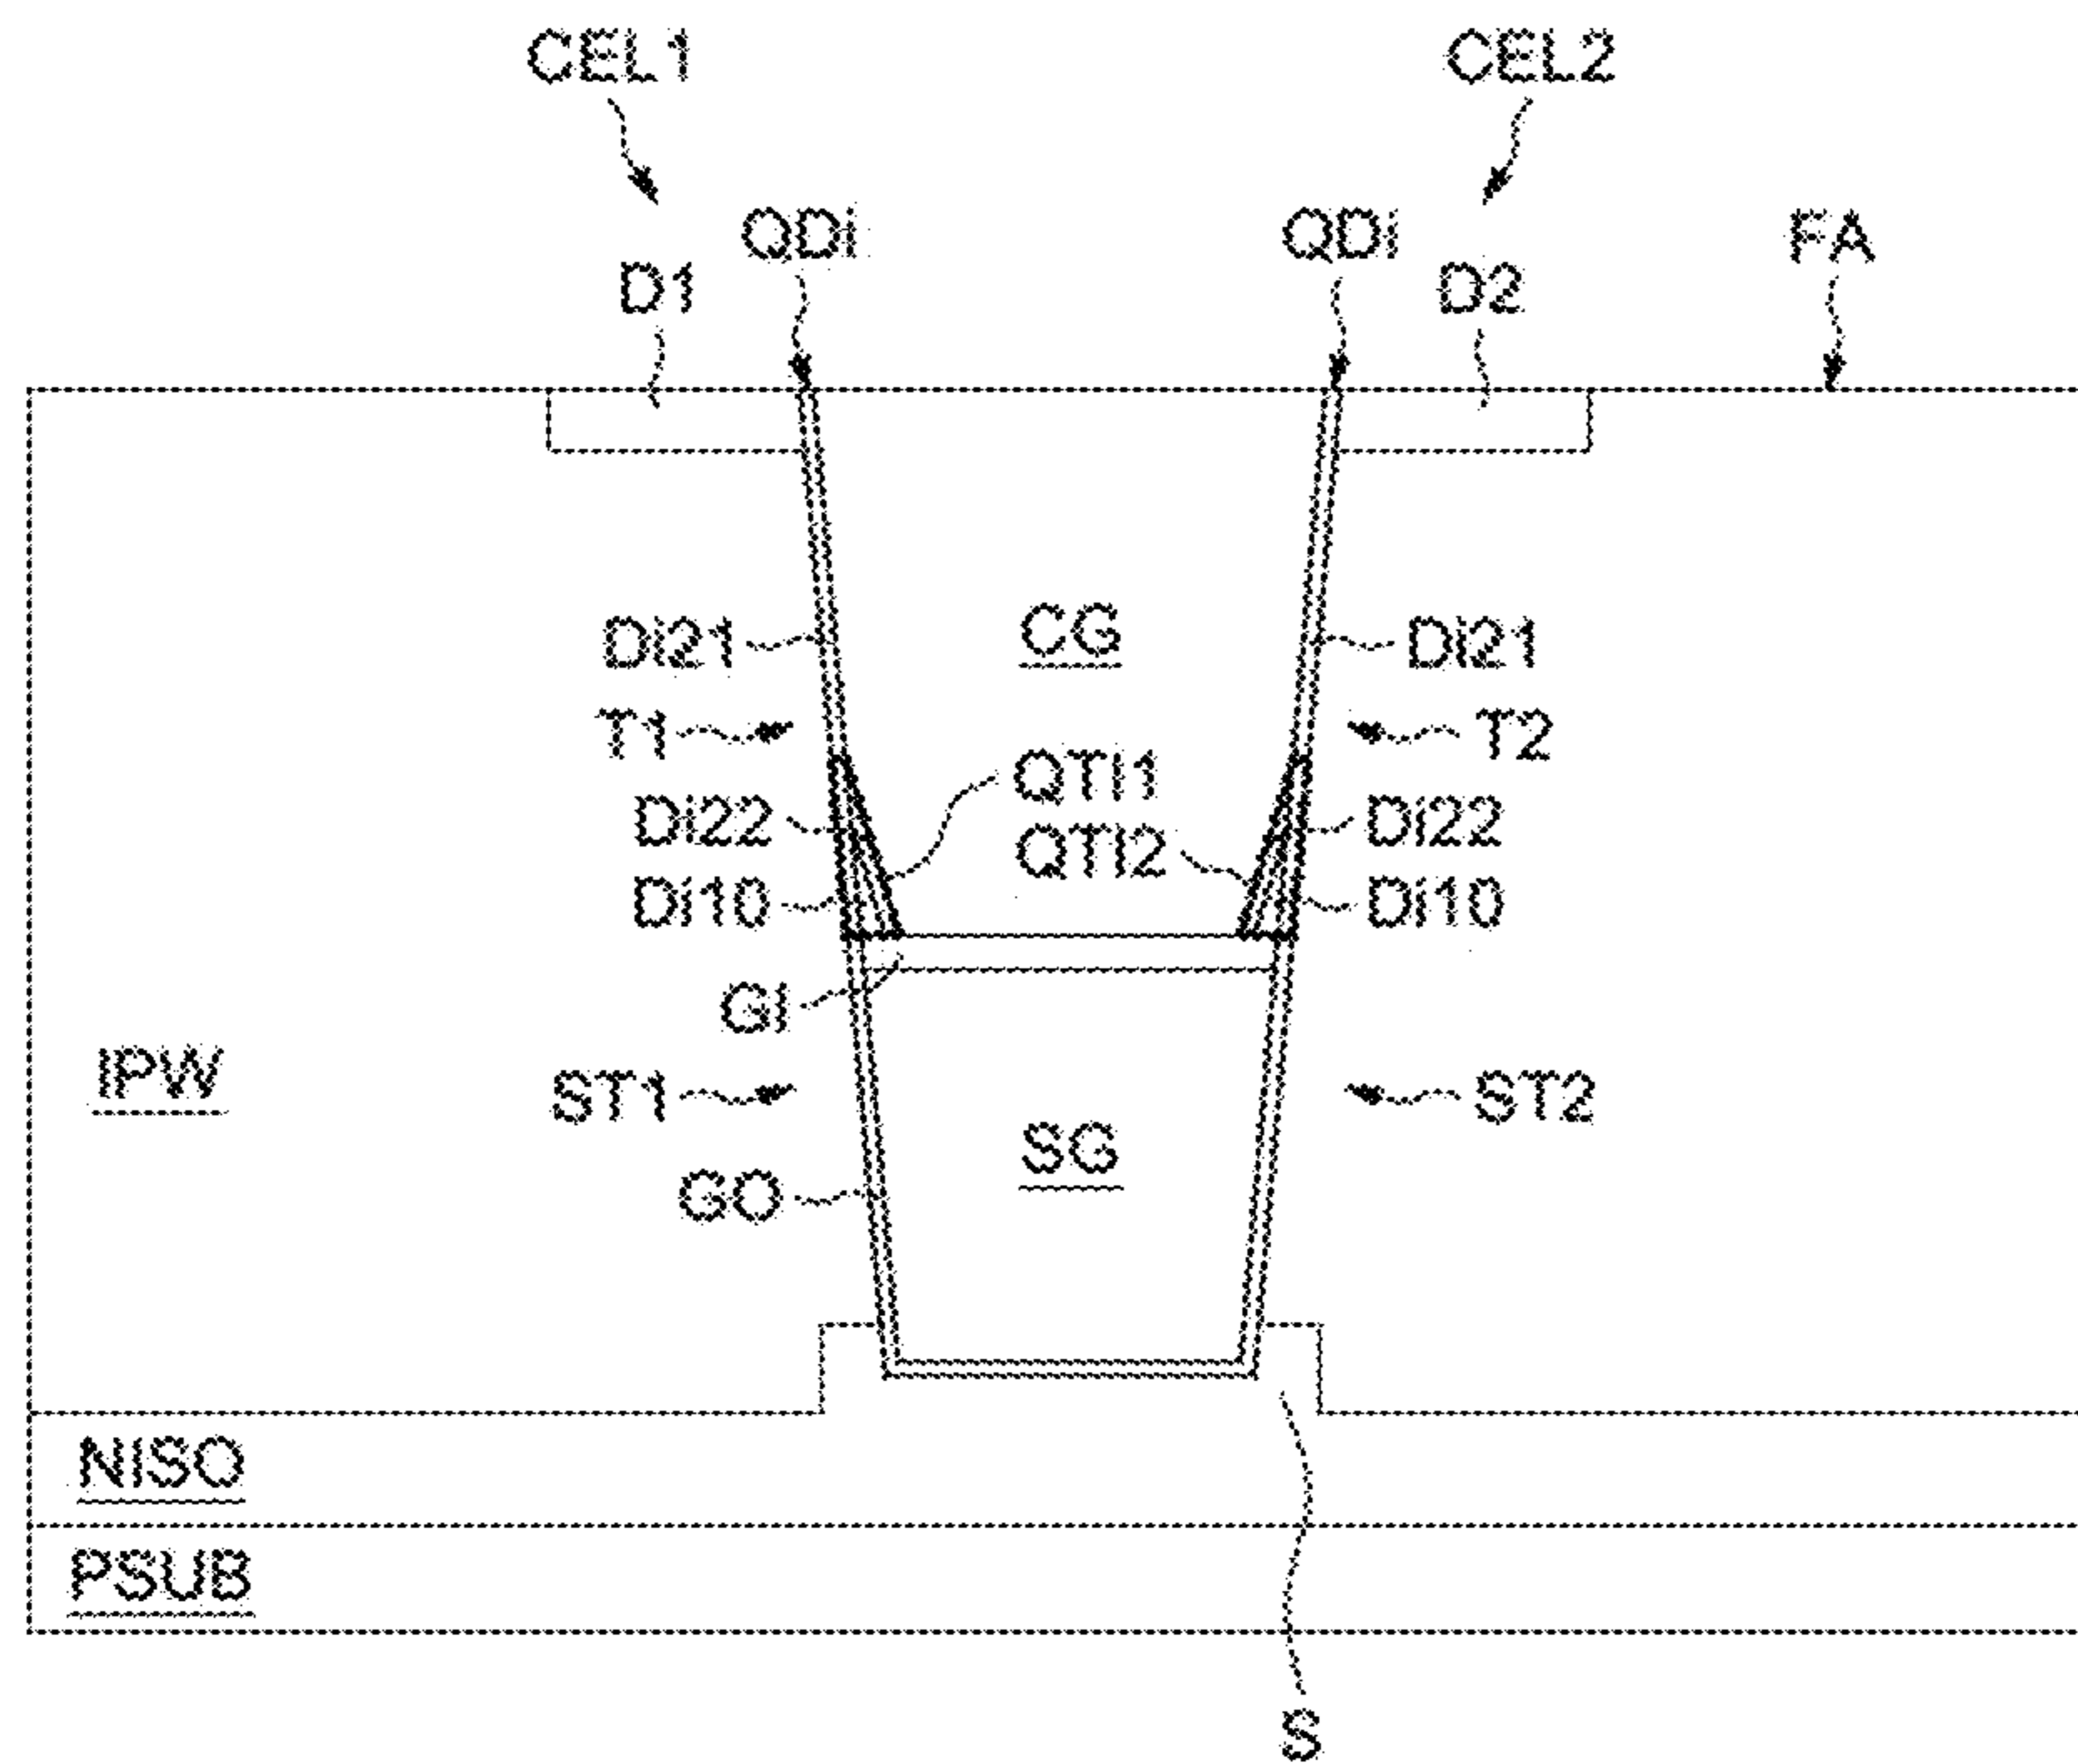 CEL1 CEL2
QDi QDi FA
D1 D2
Di21 CG Di21
T1 T2
QTi1
Di22 Di22
QTi2
Di10 Di10
GI
IPW
ST1 ST2
SG
GO
NISO
PSUB
S